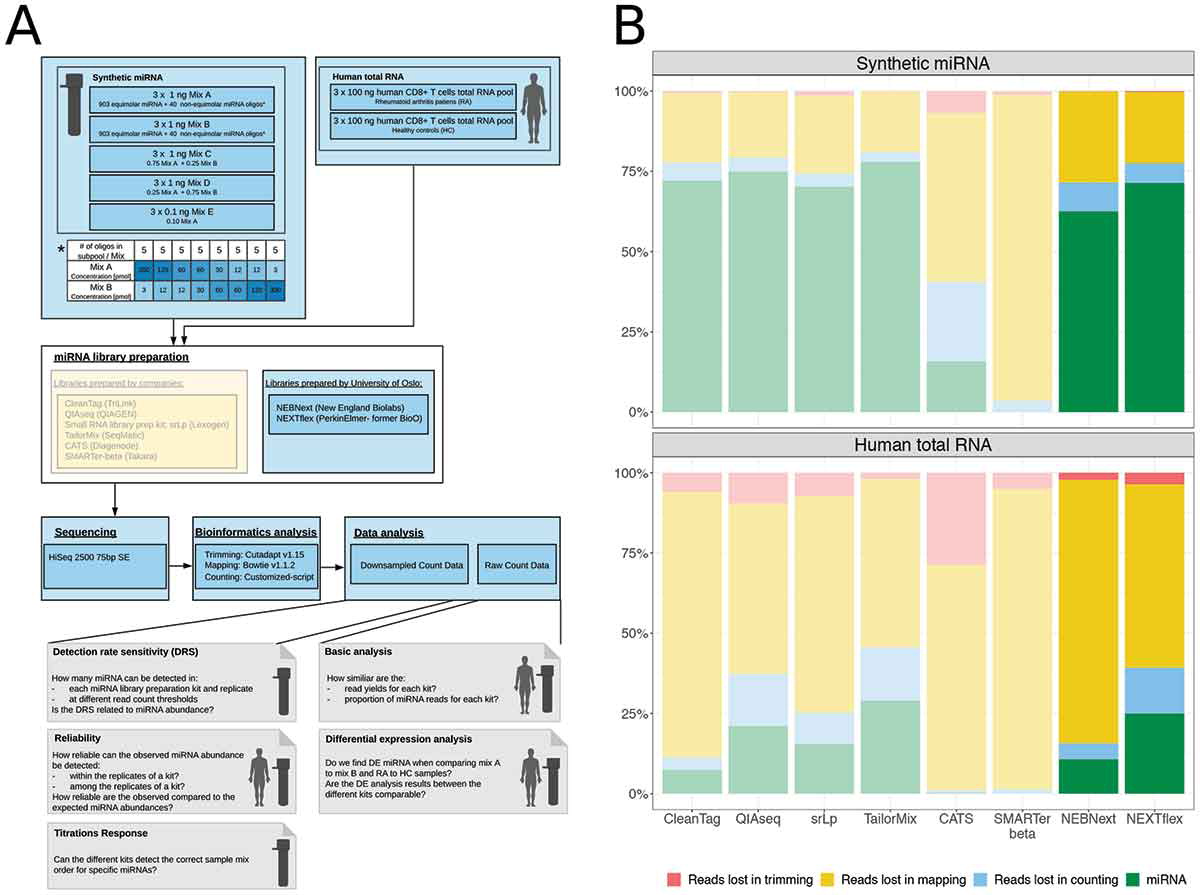 A
Synthetic miRNA
3 x 1 ng Mix A
903 equimolar miRNA + 40 non-equimolar miRNA oligos*
3 x 1 ng Mix B
903 equimolar miRNA + 40 non-equimolar miRNA oligos*
3 x 1 ng Mix C
0.75 Mix A + 0.25 Mix B
3 x 1 ng Mix D
0.25 Mix A + 0.75 Mix B
3 x 0.1 ng Mix E
0.10 Mix A
*
# of oligos in
subpool / Mix
5 5 5 5 5 5 5 5
Mix A
Concentration [pmol]
300 120 60 60 30 12 12 3
Mix B
Concentration [pmol]
3 12 12 30 60 60 120 300
Human total RNA
3 x 100 ng human CD8+ T cells total RNA pool
Rheumatoid arthritis patiens (RA)
3 x 100 ng human CD8+ T cells total RNA pool
Healthy controls (HC)
miRNA library preparation
Libraries prepared by companies:
CleanTag (TriLink)
QIAseq (QIAGEN)
Small RNA library prep kit; srLp (Lexogen)
TailorMix (SeqMatic)
CATS (Diagenode)
SMARTer-beta (Takara)
Libraries prepared by University of Oslo:
NEBNext (New England Biolabs)
NEXTflex (PerkinElmer- former BioO)
Sequencing
HiSeq 2500 75bp SE
Bioinformatics analysis
Trimming: Cutadapt v1.15
Mapping: Bowtie v1.1.2
Counting: Customized-script
Data analysis
Downsampled Count Data
Raw Count Data
Detection rate sensitivity (DRS)
How many miRNA can be detected in:
- each miRNA library preparation kit and replicate
- at different read count thresholds
Is the DRS related to miRNA abundance?
Basic analysis
How similiar are the:
- read yields for each kit?
- proportion of miRNA reads for each kit?
Reliability
How reliable can the observed miRNA abundance
be detected:
- within the replicates of a kit?
- among the replicates of a kit?
How reliable are the observed compared to the
expected miRNA abundances?
Differential expression analysis
Do we find DE miRNA when comparing mix A
to mix B and RA to HC samples?
Are the DE analysis results between the
different kits comparable?
Titrations Response
Can the different kits detect the correct sample mix
order for specific miRNAs?
B
Synthetic miRNA
100%
75%
50%
25%
0%
Human total RNA
100%
75%
50%
25%
0%
CleanTag QIAseq srLp TailorMix CATS SMARTer beta NEBNext NEXTflex
Reads lost in trimming Reads lost in mapping Reads lost in counting miRNA